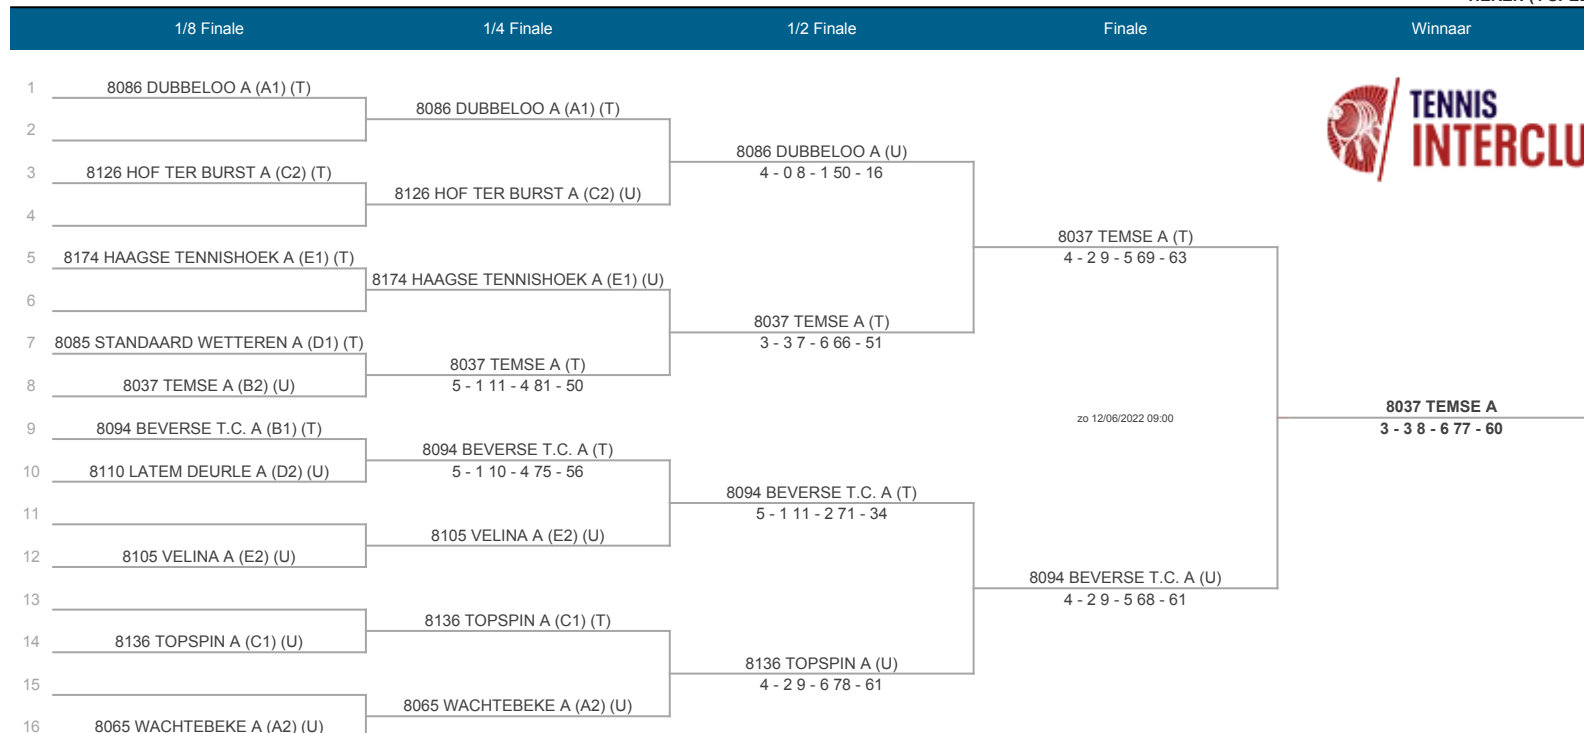 1/8 Finale 1/4 Finale 1/2 Finale Finale Winnaar
TENNIS
INTERCLU
1 8086 DUBBELOO A (A1) (T)
8086 DUBBELOO A (A1) (T)
2
8086 DUBBELOO A (U)
3 8126 HOF TER BURST A (C2) (T)
4 - 0 8 - 1 50 - 16
8126 HOF TER BURST A (C2) (U)
4
8037 TEMSE A (T)
5 8174 HAAGSE TENNISHOEK A (E1) (T)
4 - 2 9 - 5 69 - 63
8174 HAAGSE TENNISHOEK A (E1) (U)
6
8037 TEMSE A (T)
7 8085 STANDAARD WETTEREN A (D1) (T)
3 - 3 7 - 6 66 - 51
8037 TEMSE A (T)
8 8037 TEMSE A (B2) (U)
5 - 1 11 - 4 81 - 50
8037 TEMSE A
zo 12/06/2022 09:00
9 8094 BEVERSE T.C. A (B1) (T)
3 - 3 8 - 6 77 - 60
8094 BEVERSE T.C. A (T)
10 8110 LATEM DEURLE A (D2) (U)
5 - 1 10 - 4 75 - 56
8094 BEVERSE T.C. A (T)
11
5 - 1 11 - 2 71 - 34
8105 VELINA A (E2) (U)
12 8105 VELINA A (E2) (U)
8094 BEVERSE T.C. A (U)
13
4 - 2 9 - 5 68 - 61
8136 TOPSPIN A (C1) (T)
14 8136 TOPSPIN A (C1) (U)
8136 TOPSPIN A (U)
15
4 - 2 9 - 6 78 - 61
8065 WACHTEBEKE A (A2) (U)
16 8065 WACHTEBEKE A (A2) (U)